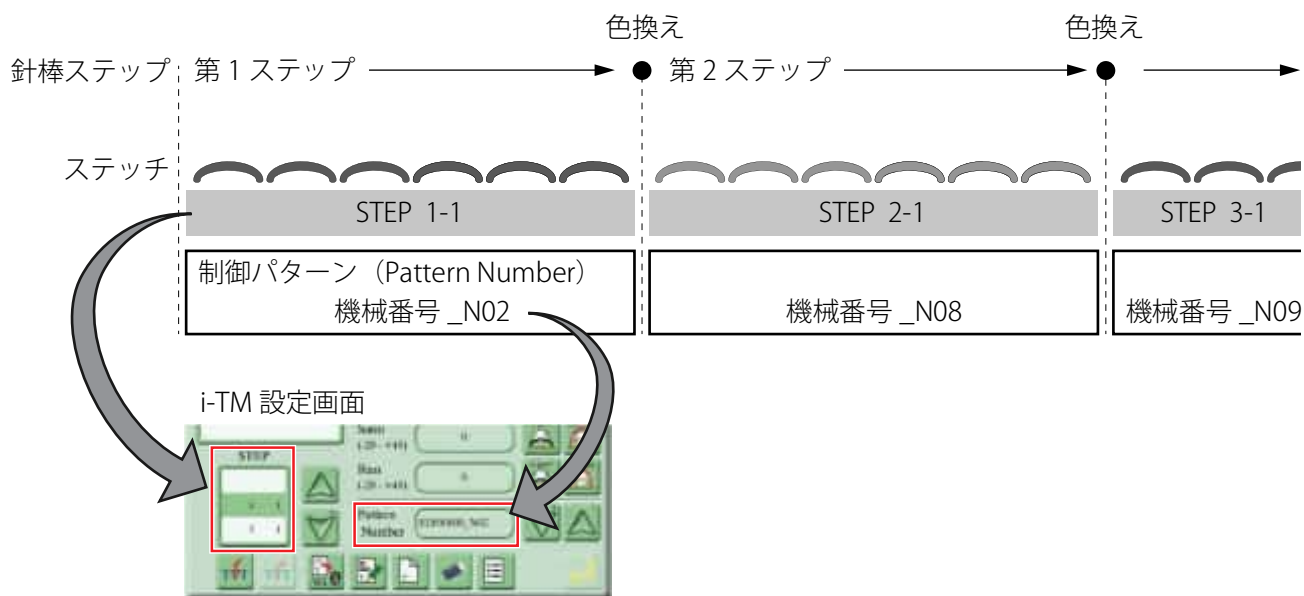 色換え 色換え
針棒ステップ 第1ステップ 第2ステップ
ステッチ
STEP 1-1 STEP 2-1 STEP 3-1
制御パターン（Pattern Number）
機械番号 _N02 機械番号 _N08 機械番号 _N09
i-TM 設定画面
STEP
Pattern
Number